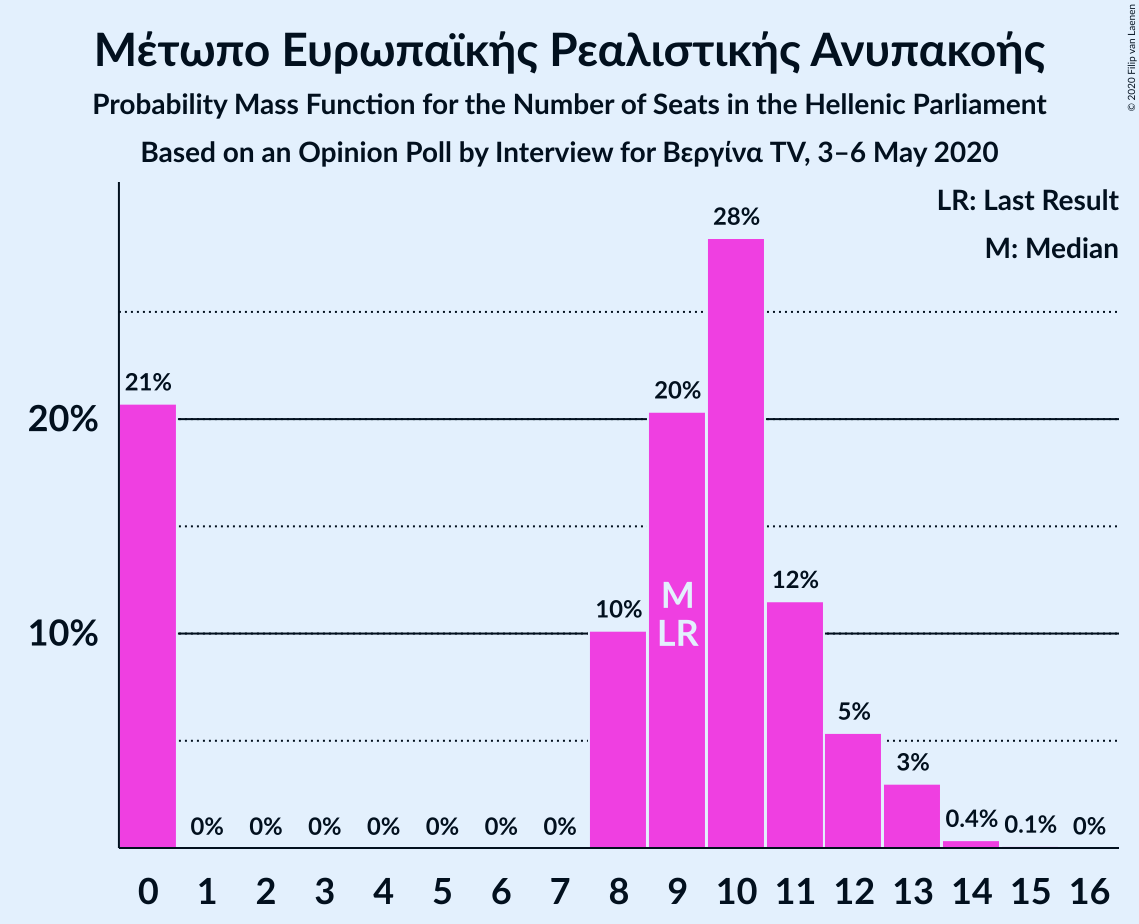 Μέτωπο Ευρωπαϊκής Ρεαλιστικής Ανυπακοής
Probability Mass Function for the Number of Seats in the Hellenic Parliament
Based on an Opinion Poll by Interview for Βεργίνα TV, 3–6 May 2020
© 2020 Filip van Laenen
LR: Last Result
M: Median
28%
21%
20%
20%
12%
10%
10%
5%
3%
0% 0% 0% 0% 0% 0% 0% 0.4% 0.1% 0%
M
LR
0 1 2 3 4 5 6 7 8 9 10 11 12 13 14 15 16